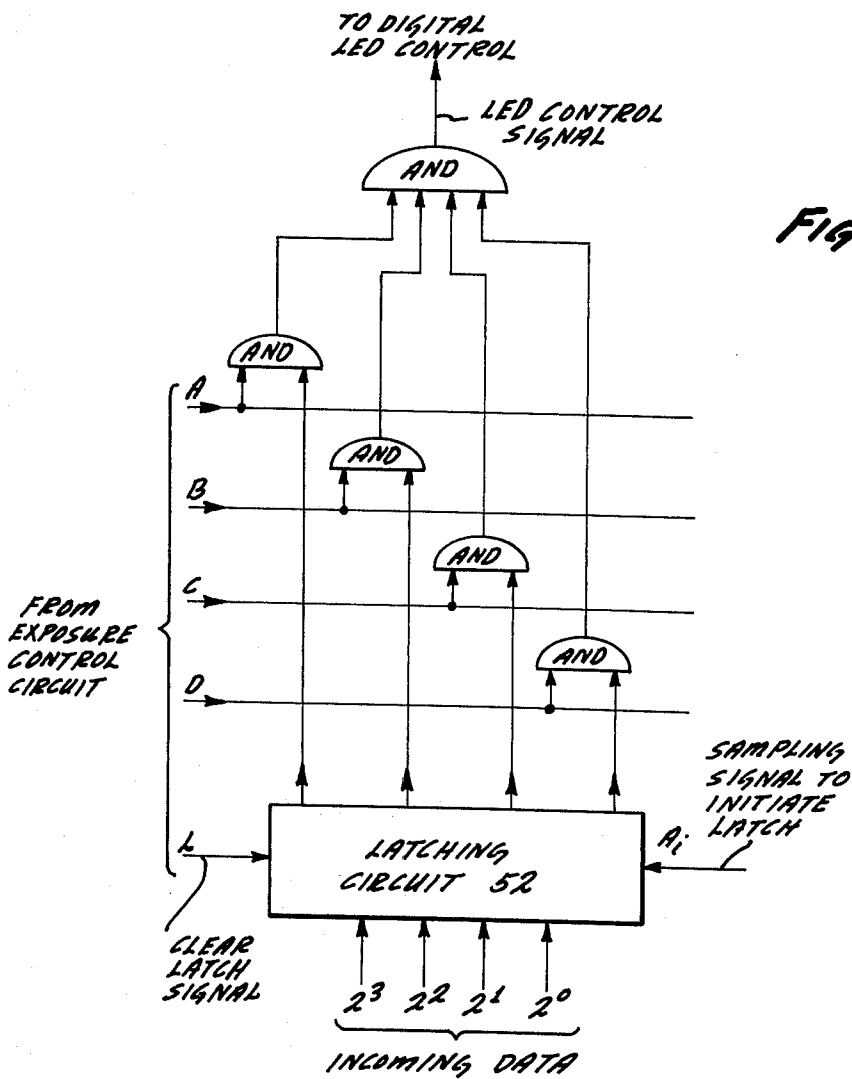 TO DIGITAL
LED CONTROL
LED CONTROL
SIGNAL
AND
FIG
AND
A
AND
B
AND
C
FROM
EXPOSURE
CONTROL
CIRCUIT
AND
D
SAMPLING
SIGNAL TO
INITIATE
LATCH
L
LATCHING
CIRCUIT 52
Ai
CLEAR
LATCH
SIGNAL
2³ 2² 2¹ 2⁰
INCOMING DATA